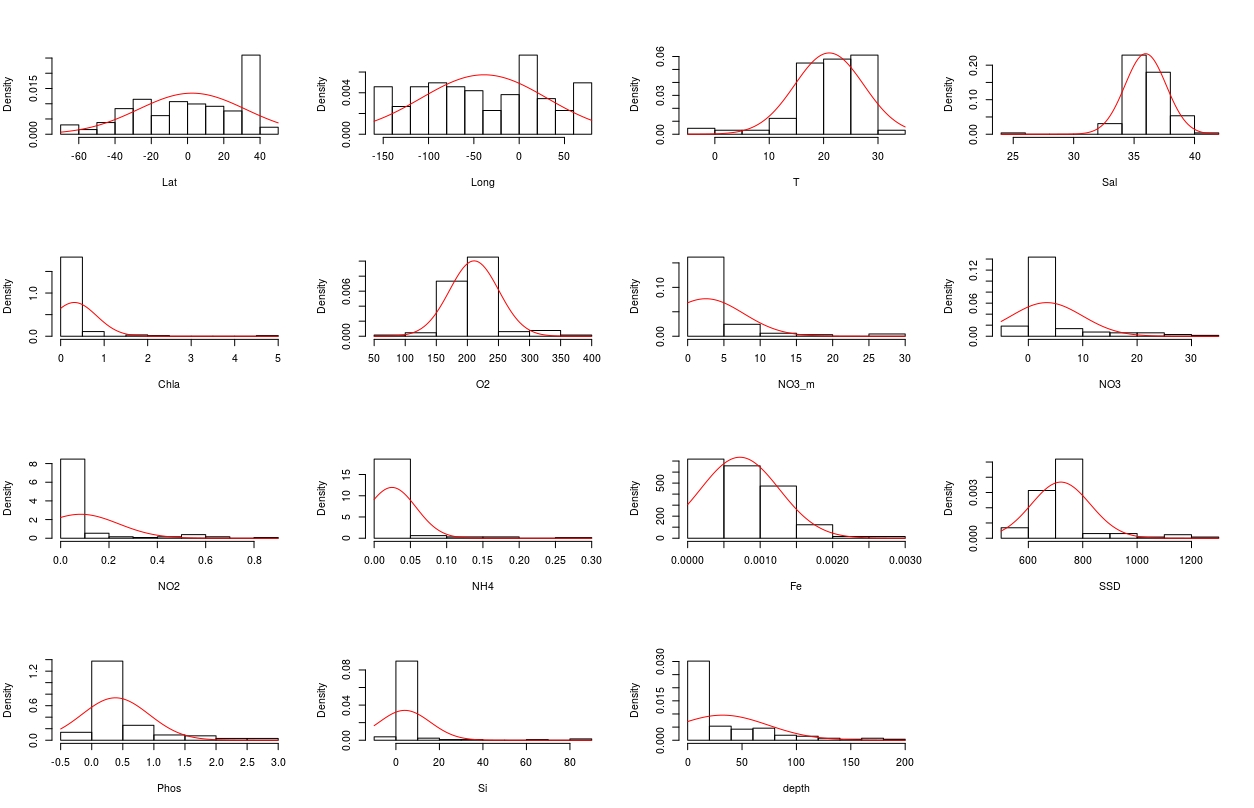 Density
0.000 0.015
-60 -40 -20 0 20 40
Lat
Density
0.000 0.004
-150 -100 -50 0 50
Long
Density
0.00 0.03 0.06
0 10 20 30
T
Density
0.00 0.10 0.20
25 30 35 40
Sal
Density
0.0 1.0
0 1 2 3 4 5
Chla
Density
0.000 0.006
50 100 150 200 250 300 350 400
O2
Density
0.00 0.10
0 5 10 15 20 25 30
NO3_m
Density
0.00 0.06 0.12
0 10 20 30
NO3
Density
0 2 4 6 8
0.0 0.2 0.4 0.6 0.8
NO2
Density
0 5 10 15
0.00 0.05 0.10 0.15 0.20 0.25 0.30
NH4
Density
0 200 500
0.0000 0.0010 0.0020 0.0030
Fe
Density
0.000 0.003
600 800 1000 1200
SSD
Density
0.0 0.6 1.2
-0.5 0.0 0.5 1.0 1.5 2.0 2.5 3.0
Phos
Density
0.00 0.04 0.08
0 20 40 60 80
Si
Density
0.000 0.015 0.030
0 50 100 150 200
depth